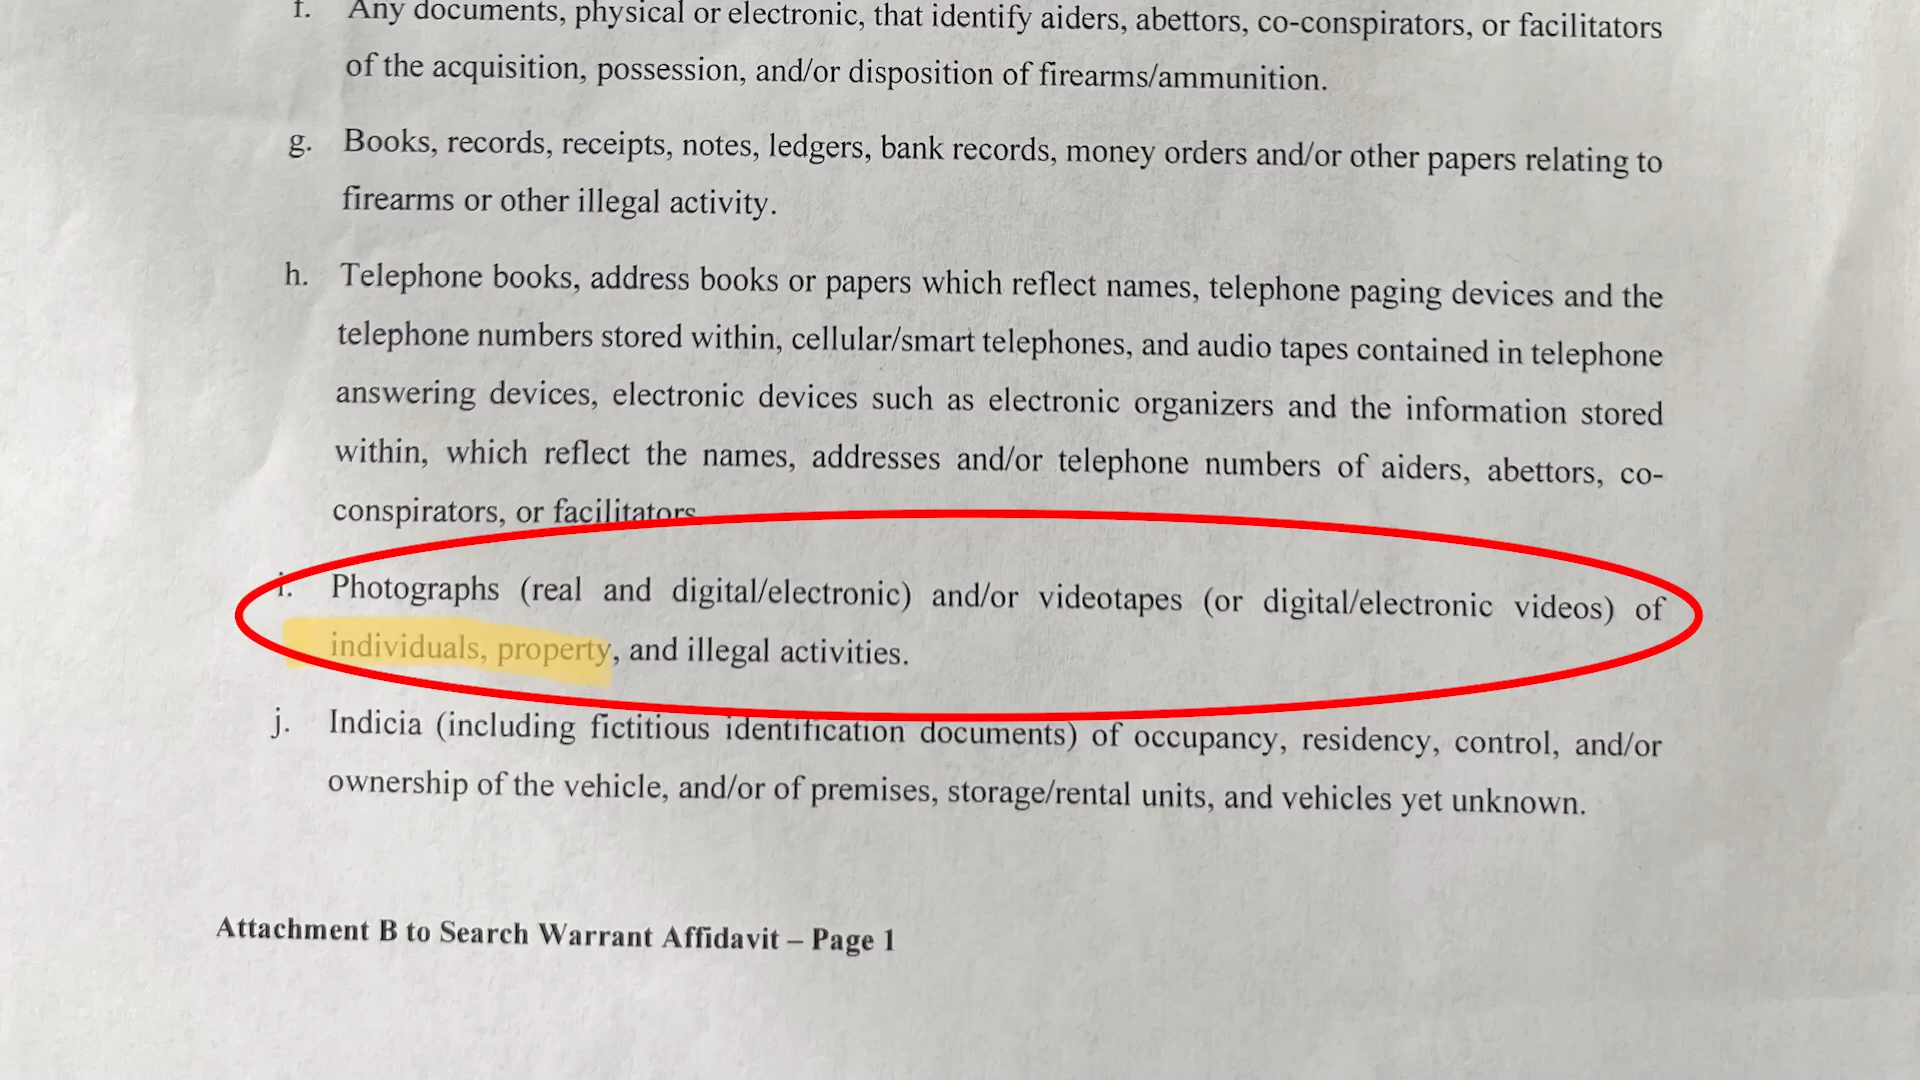 f. Any documents, physical or electronic, that identify aiders, abettors, co-conspirators, or facilitators
of the acquisition, possession, and/or disposition of firearms/ammunition.
g. Books, records, receipts, notes, ledgers, bank records, money orders and/or other papers relating to
firearms or other illegal activity.
h. Telephone books, address books or papers which reflect names, telephone paging devices and the
telephone numbers stored within, cellular/smart telephones, and audio tapes contained in telephone
answering devices, electronic devices such as electronic organizers and the information stored
within, which reflect the names, addresses and/or telephone numbers of aiders, abettors, co-
conspirators, or facilitators.
i. Photographs (real and digital/electronic) and/or videotapes (or digital/electronic videos) of
individuals, property, and illegal activities.
j. Indicia (including fictitious identification documents) of occupancy, residency, control, and/or
ownership of the vehicle, and/or of premises, storage/rental units, and vehicles yet unknown.
Attachment B to Search Warrant Affidavit – Page 1